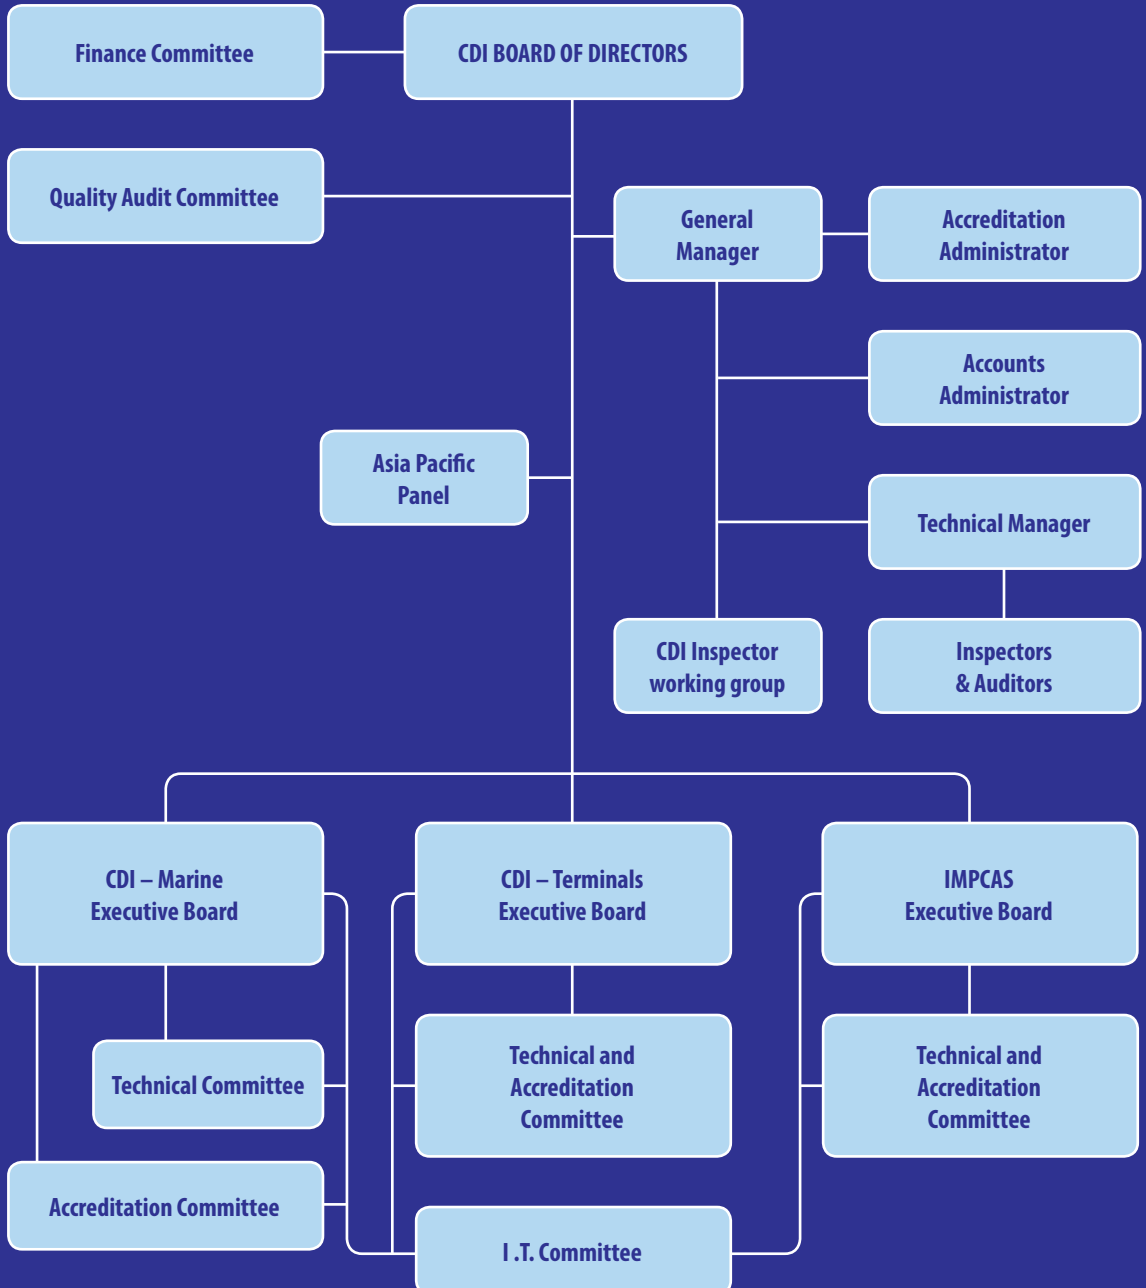 Finance Committee
CDI BOARD OF DIRECTORS
Quality Audit Committee
General
Manager
Accreditation
Administrator
Accounts
Administrator
Asia Pacific
Panel
Technical Manager
CDI Inspector
working group
Inspectors
& Auditors
CDI – Marine
Executive Board
CDI – Terminals
Executive Board
IMPCAS
Executive Board
Technical Committee
Technical and
Accreditation
Committee
Technical and
Accreditation
Committee
Accreditation Committee
I .T. Committee